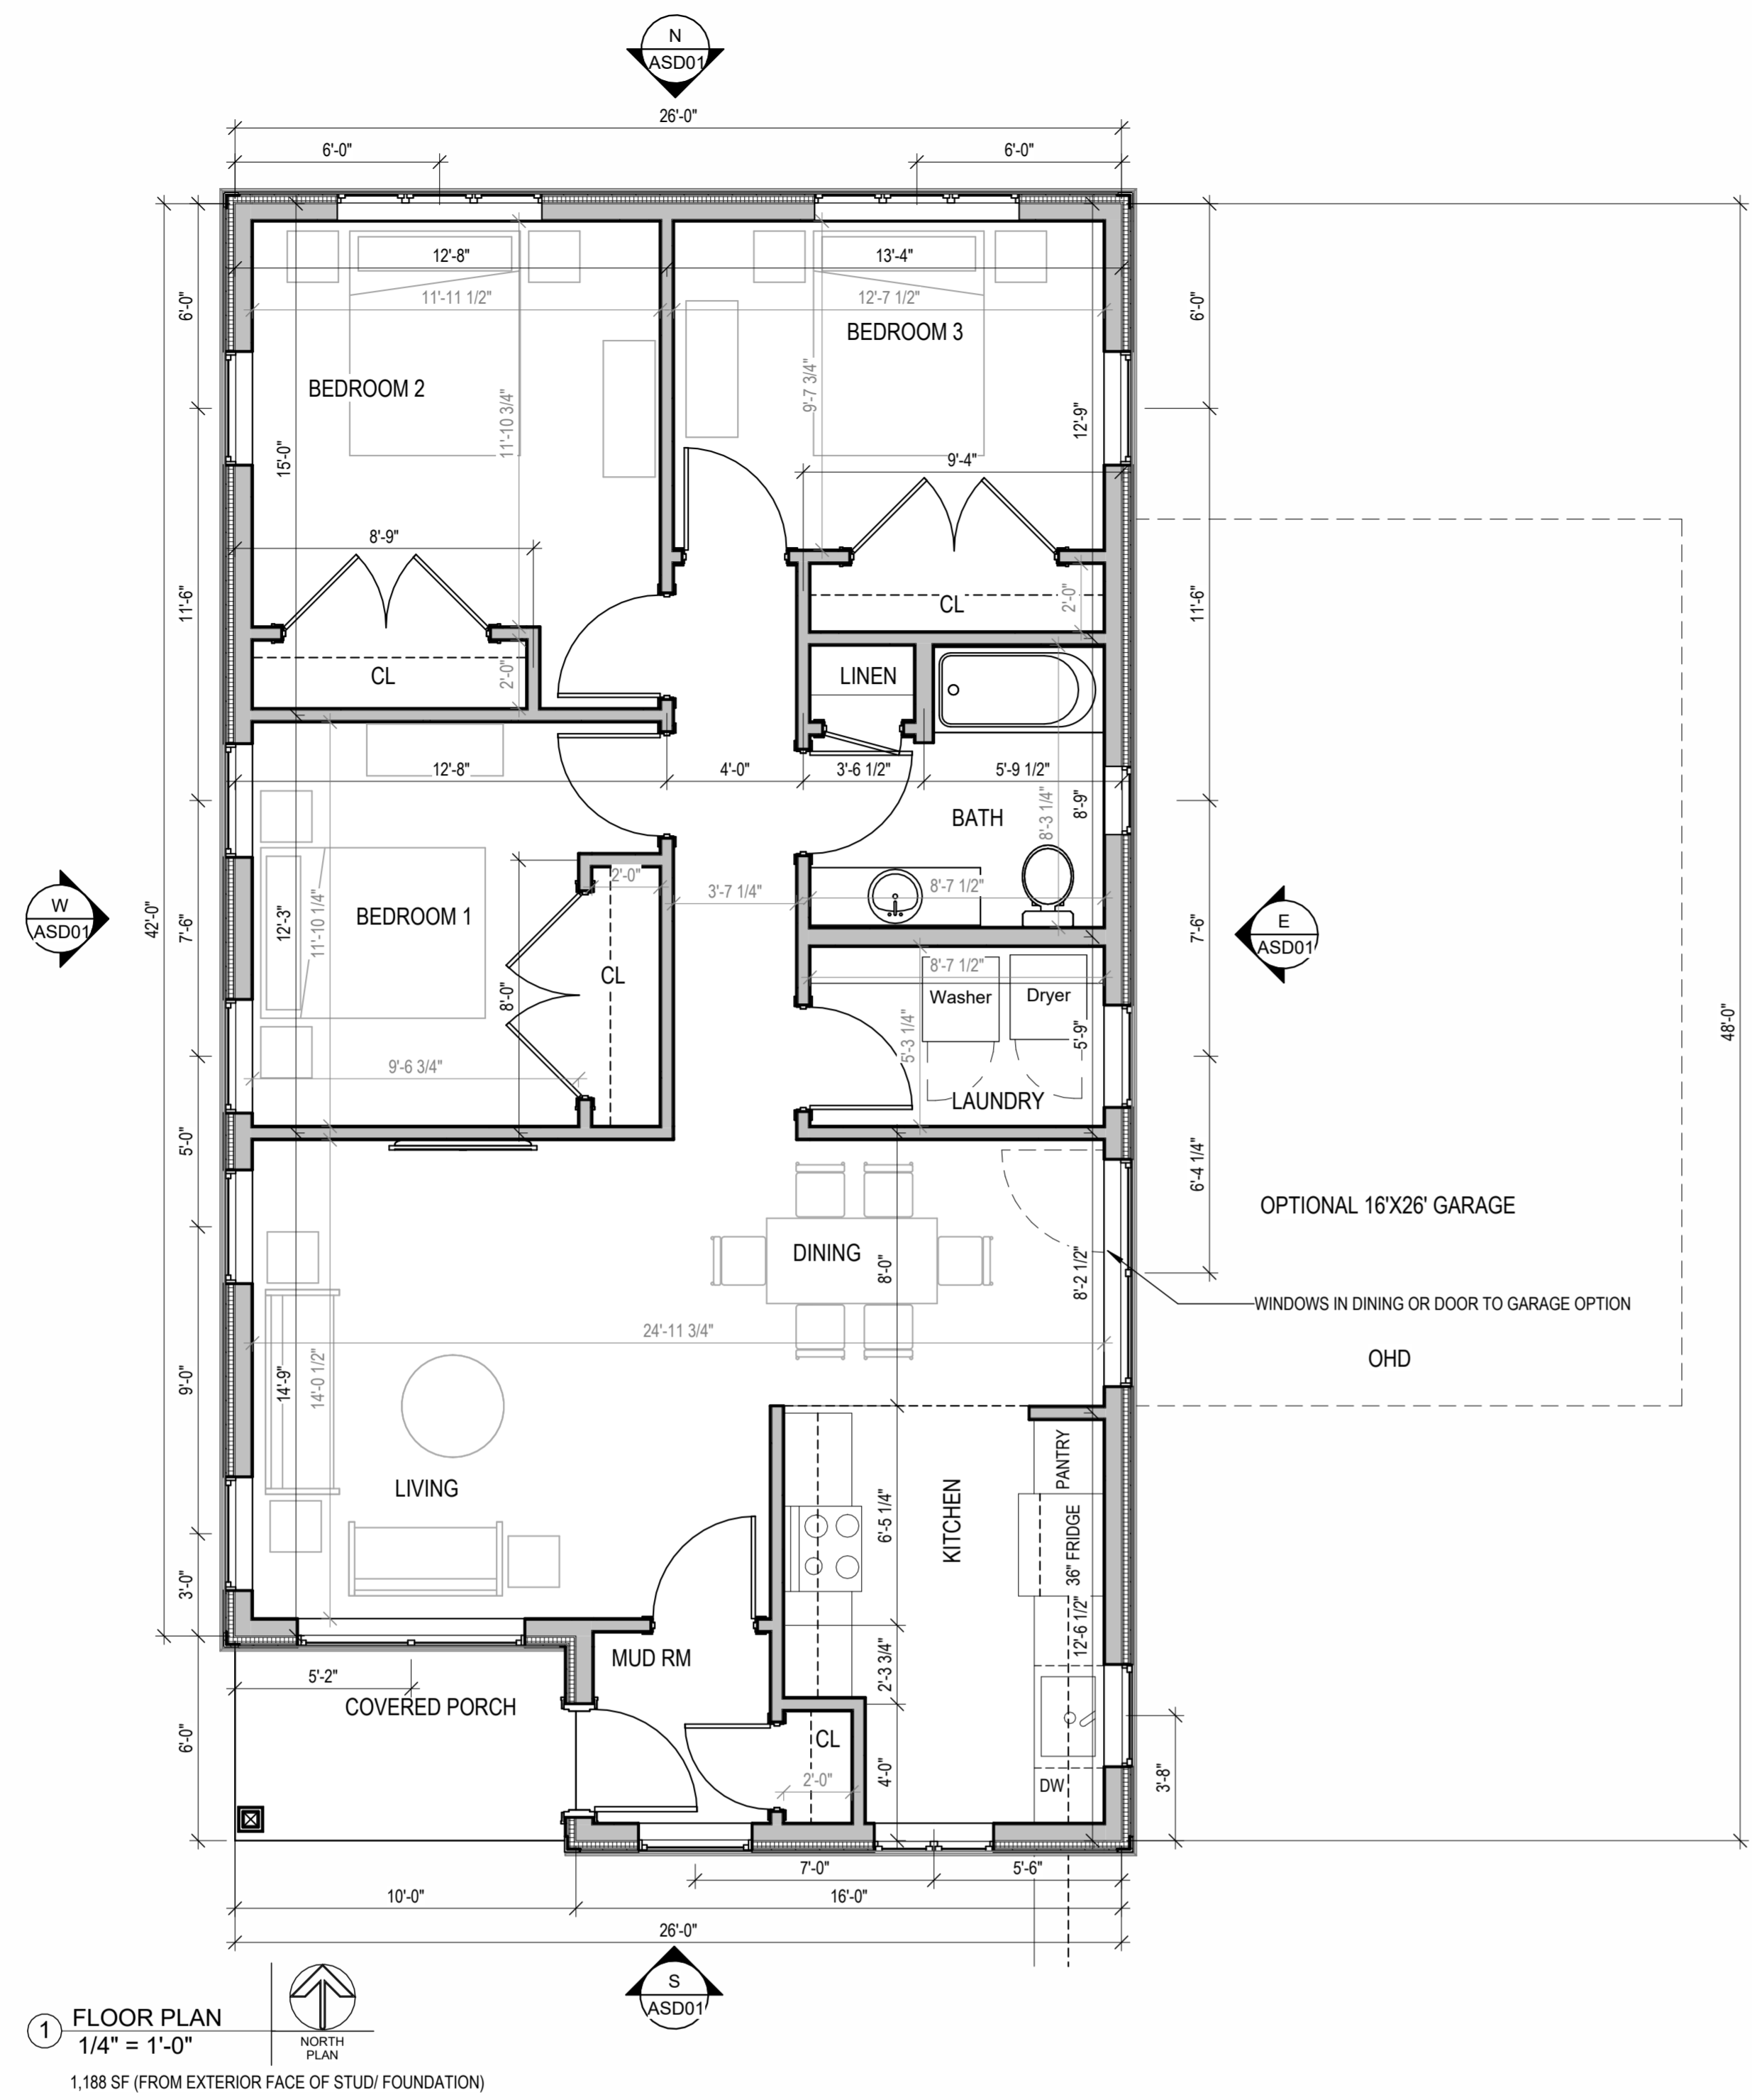 N
ASD01
26'-0"
6'-0"
6'-0"
12'-8"
13'-4"
11'-11 1/2"
12'-7 1/2"
6'-0"
6'-0"
BEDROOM 3
BEDROOM 2
9'-7 3/4"
11'-10 3/4"
12'-9"
15'-0"
9'-4"
8'-9"
11'-6"
11'-6"
CL
2'-0"
CL
2'-0"
LINEN
12'-8"
4'-0"
3'-6 1/2"
5'-9 1/2"
BATH
8'-3 1/4"
8'-9"
2'-0"
3'-7 1/4"
8'-7 1/2"
W
ASD01
42'-0"
7'-6"
12'-3"
11'-10 1/4"
BEDROOM 1
7'-6"
E
ASD01
CL
8'-0"
8'-7 1/2"
Washer
Dryer
5'-3 1/4"
5'-9"
48'-0"
9'-6 3/4"
LAUNDRY
5'-0"
6'-4 1/4"
OPTIONAL 16'X26' GARAGE
DINING
8'-0"
8'-2 1/2"
WINDOWS IN DINING OR DOOR TO GARAGE OPTION
24'-11 3/4"
OHD
9'-0"
14'-9"
14'-0 1/2"
LIVING
PANTRY
KITCHEN
6'-5 1/4"
36" FRIDGE
3'-0"
12'-6 1/2"
MUD RM
2'-3 3/4"
5'-2"
COVERED PORCH
6'-0"
CL
2'-0"
4'-0"
DW
3'-8"
7'-0"
5'-6"
10'-0"
16'-0"
26'-0"
S
ASD01
1
FLOOR PLAN
1/4" = 1'-0"
NORTH
PLAN
1,188 SF (FROM EXTERIOR FACE OF STUD/ FOUNDATION)